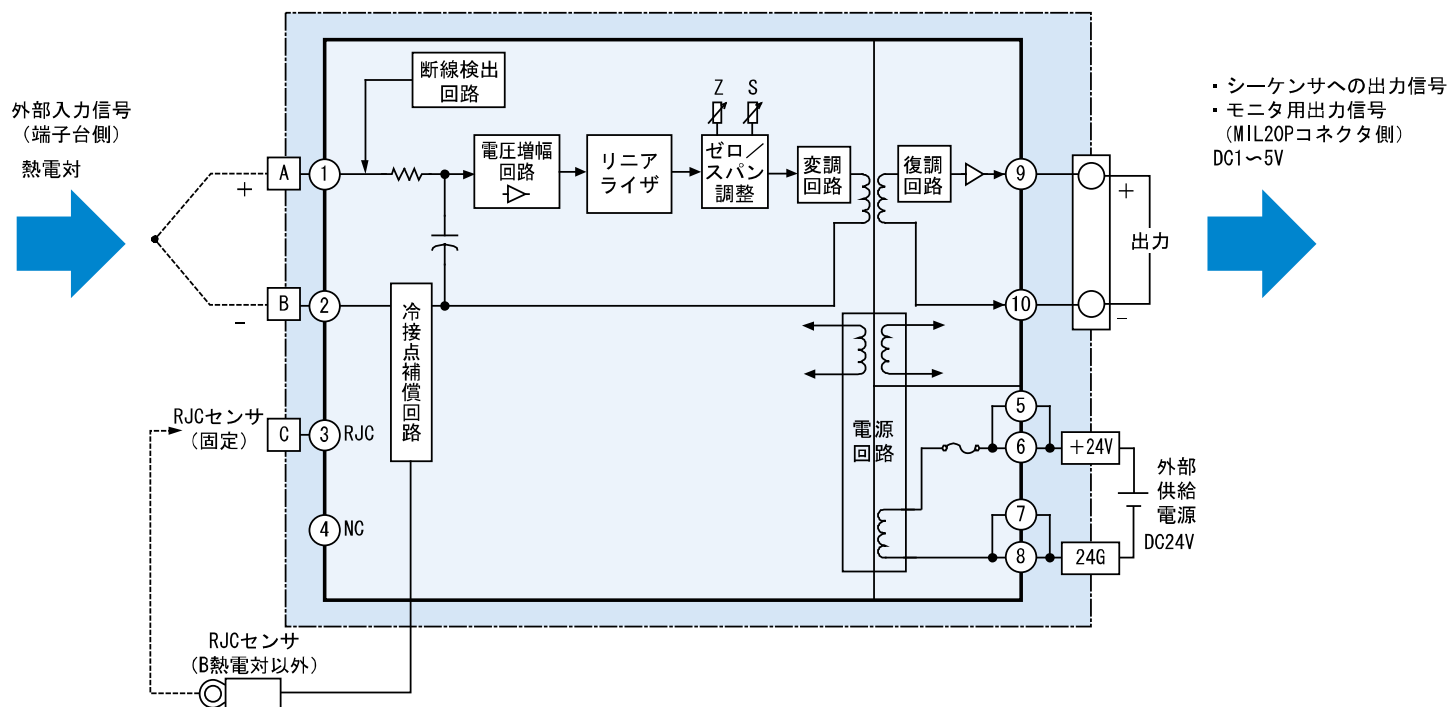 外部入力信号
（端子台側）
熱電対
A
+
B
-
RJCセンサ
（固定）
C
1
2
3
RJC
4
NC
断線検出
回路
電圧増幅
回路
リニア
ライザ
Z
S
ゼロ／
スパン
調整
変調
回路
復調
回路
冷接点補償回路
電源
回路
9
10
5
6
7
8
+
出力
-
+24V
24G
外部
供給
電源
DC24V
・シーケンサへの出力信号
・モニタ用出力信号
（MIL20Pコネクタ側）
DC1～5V
RJCセンサ
（B熱電対以外）